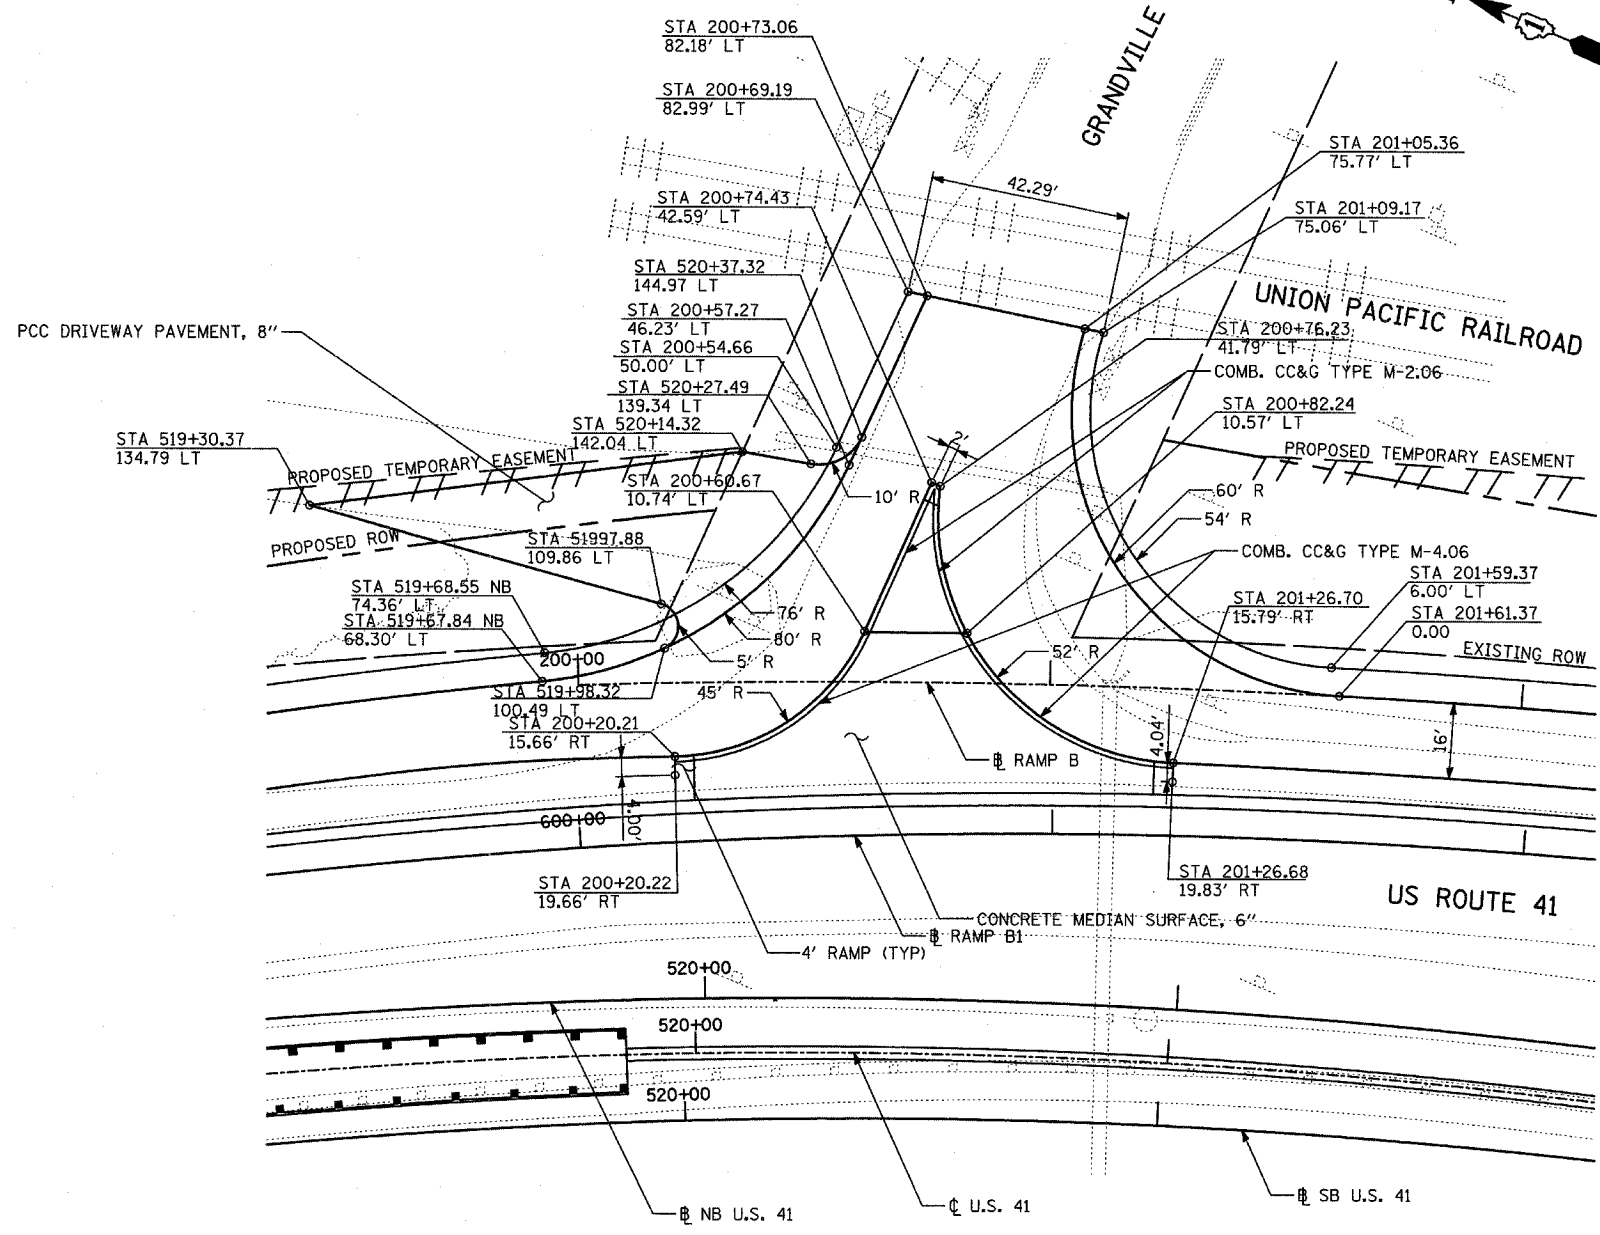 STA 200+73.06
82.18' LT
STA 200+69.19
82.99' LT
GRANDVILLE
1
STA 201+05.36
75.77' LT
STA 200+74.43
42.59' LT
42.29'
STA 201+09.17
75.06' LT
STA 520+37.32
144.97 LT
UNION PACIFIC RAILROAD
STA 200+57.27
46.23' LT
PCC DRIVEWAY PAVEMENT, 8"
STA 200+76.23
41.79' LT
STA 200+54.66
50.00' LT
COMB. CC&G TYPE M-2.06
STA 520+27.49
139.34 LT
STA 200+82.24
10.57' LT
STA 520+14.32
142.04 LT
STA 519+30.37
134.79 LT
2'
PROPOSED TEMPORARY EASEMENT
PROPOSED TEMPORARY EASEMENT
STA 200+60.67
10.74' LT
10' R
60' R
54' R
PROPOSED ROW
STA 51997.88
109.86 LT
COMB. CC&G TYPE M-4.06
STA 519+68.55 NB
74.36' LT
STA 201+59.37
6.00' LT
STA 201+26.70
15.79' RT
STA 519+67.84 NB
68.30' LT
76' R
80' R
STA 201+61.37
0.00
200+00
5' R
52' R
EXISTING ROW
STA 519+98.32
100.49 LT
45' R
STA 200+20.21
15.66' RT
4.04'
16'
BL RAMP B
600+00
4.00'
STA 200+20.22
19.66' RT
STA 201+26.68
19.83' RT
US ROUTE 41
CONCRETE MEDIAN SURFACE, 6"
BL RAMP B1
4' RAMP (TYP)
520+00
520+00
520+00
BL NB U.S. 41
CL U.S. 41
BL SB U.S. 41